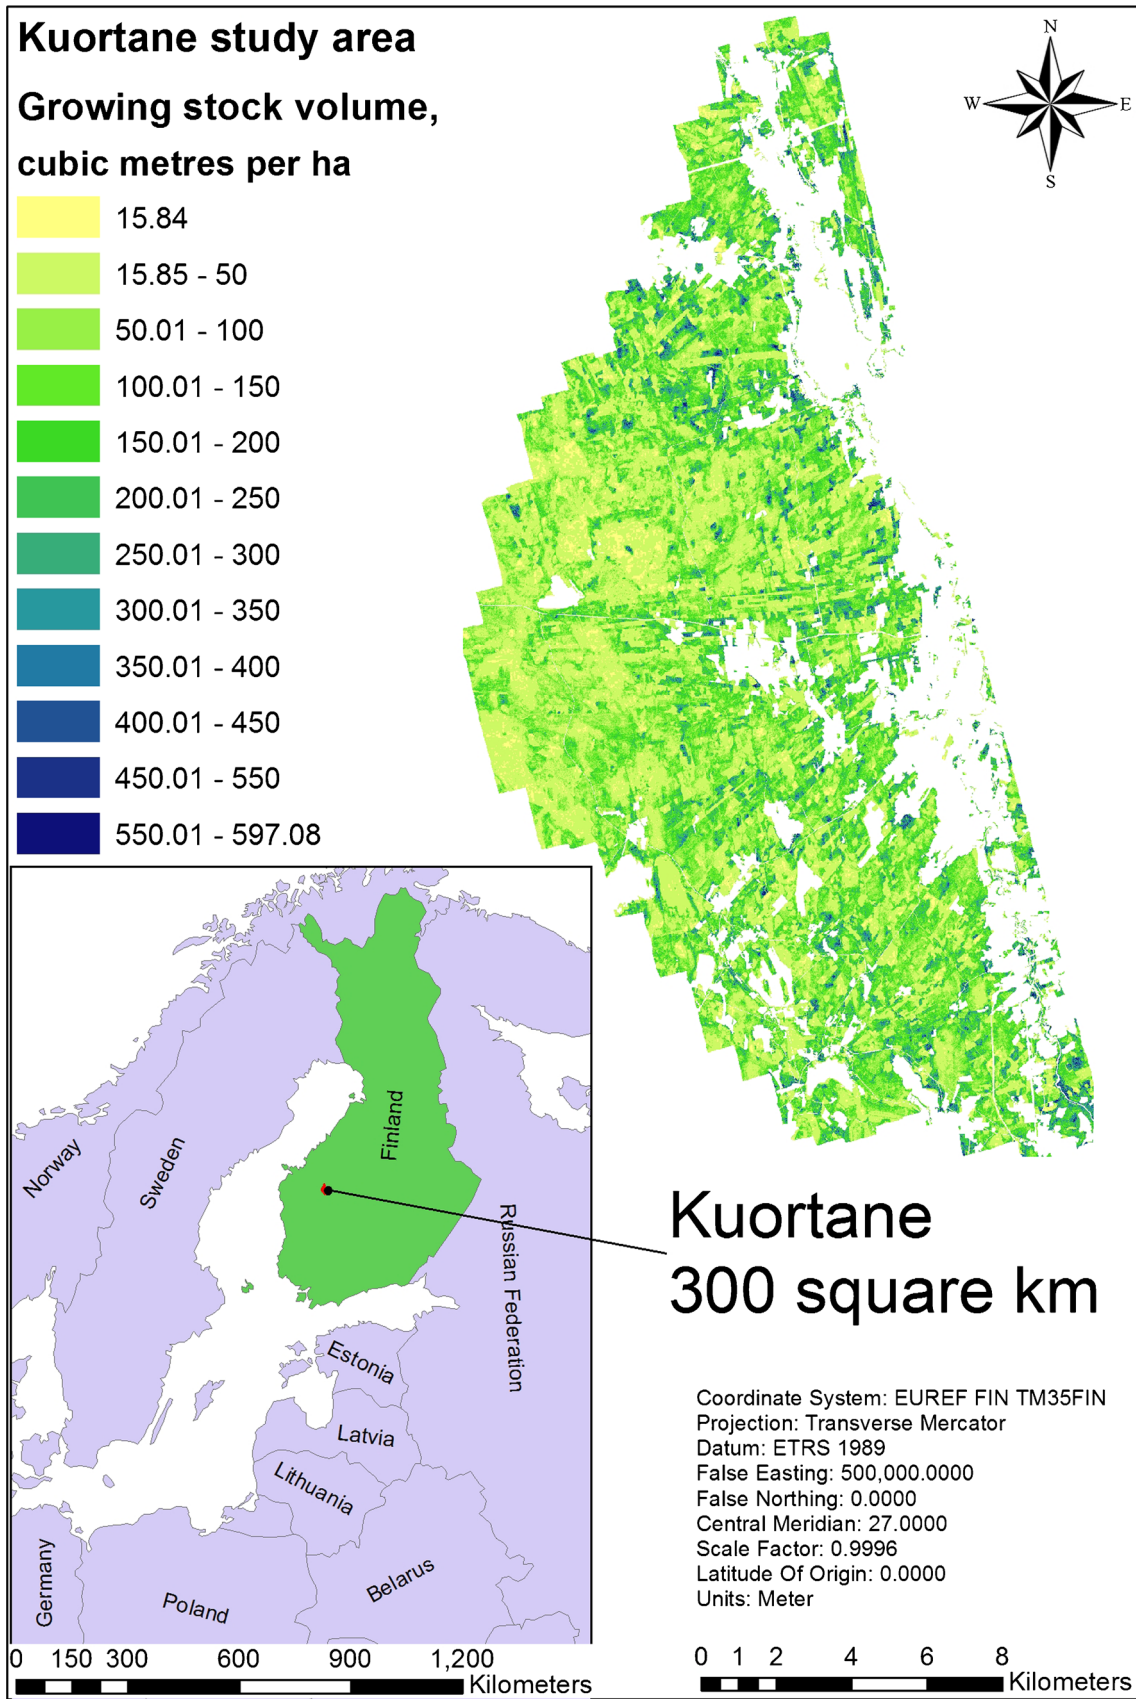 Kuortane study area
Growing stock volume,
cubic metres per ha
15.84
15.85 - 50
50.01 - 100
100.01 - 150
150.01 - 200
200.01 - 250
250.01 - 300
300.01 - 350
350.01 - 400
400.01 - 450
450.01 - 550
550.01 - 597.08
N
W
E
S
Norway
Sweden
Finland
Russian Federation
Estonia
Latvia
Lithuania
Belarus
Poland
Germany
0 150 300 600 900 1,200
Kilometers
Kuortane
300 square km
Coordinate System: EUREF FIN TM35FIN
Projection: Transverse Mercator
Datum: ETRS 1989
False Easting: 500,000.0000
False Northing: 0.0000
Central Meridian: 27.0000
Scale Factor: 0.9996
Latitude Of Origin: 0.0000
Units: Meter
0 1 2 4 6 8
Kilometers